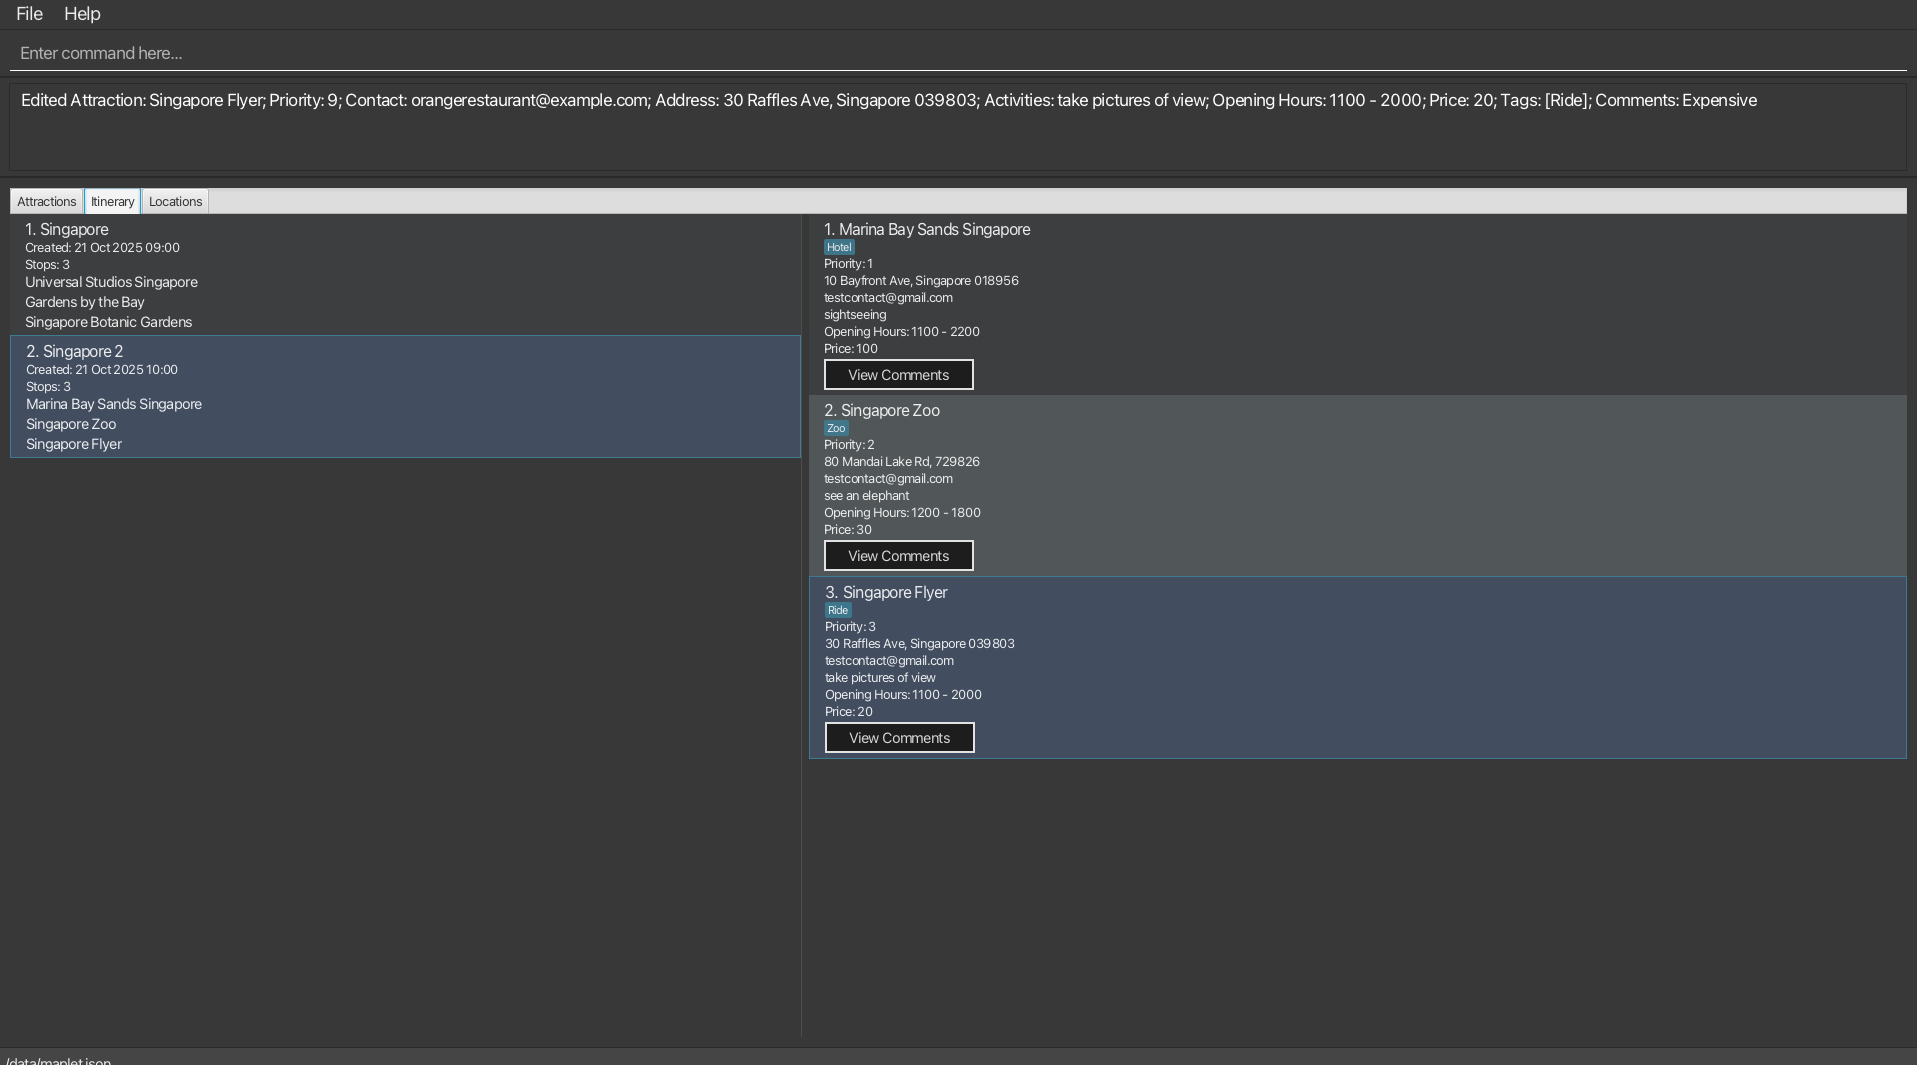 File Help
Enter command here...
Edited Attraction: Singapore Flyer; Priority: 9; Contact: orangerestaurant@example.com; Address: 30 Raffles Ave, Singapore 039803; Activities: take pictures of view; Opening Hours: 1100 - 2000; Price: 20; Tags: [Ride]; Comments: Expensive
Attractions Itinerary Locations
1. Singapore
Created: 21 Oct 2025 09:00
Stops: 3
Universal Studios Singapore
Gardens by the Bay
Singapore Botanic Gardens
2. Singapore 2
Created: 21 Oct 2025 10:00
Stops: 3
Marina Bay Sands Singapore
Singapore Zoo
Singapore Flyer
1. Marina Bay Sands Singapore
Hotel
Priority: 1
10 Bayfront Ave, Singapore 018956
testcontact@gmail.com
sightseeing
Opening Hours: 1100 - 2200
Price: 100
View Comments
2. Singapore Zoo
Zoo
Priority: 2
80 Mandai Lake Rd, 729826
testcontact@gmail.com
see an elephant
Opening Hours: 1200 - 1800
Price: 30
View Comments
3. Singapore Flyer
Ride
Priority: 3
30 Raffles Ave, Singapore 039803
testcontact@gmail.com
take pictures of view
Opening Hours: 1100 - 2000
Price: 20
View Comments
/data/maplet.json